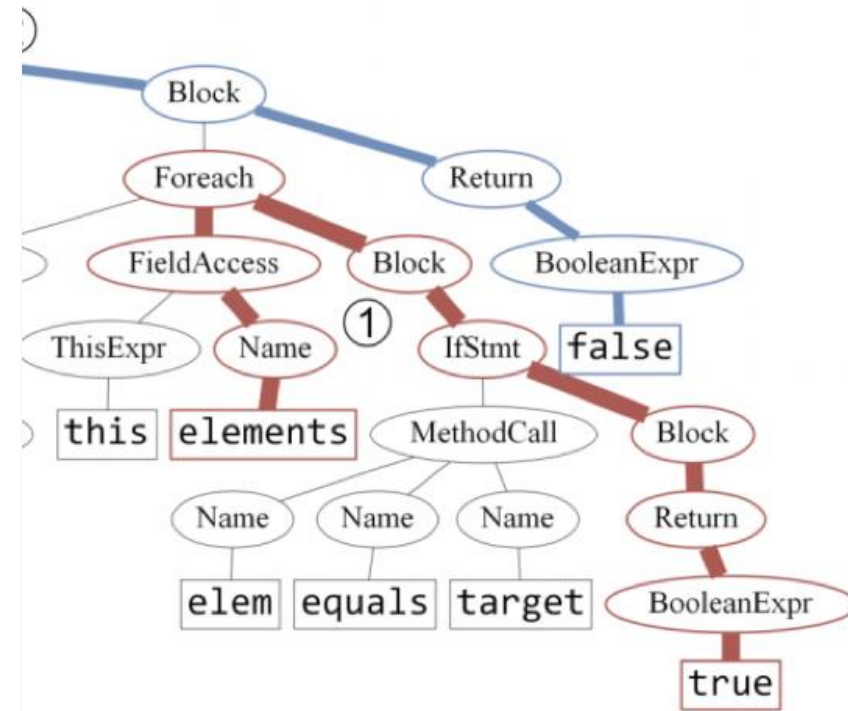 Block
Foreach
Return
FieldAccess
Block
BooleanExpr
ThisExpr
Name
1
IfStmt
false
this
elements
MethodCall
Block
Name
Name
Name
Return
elem
equals
target
BooleanExpr
true